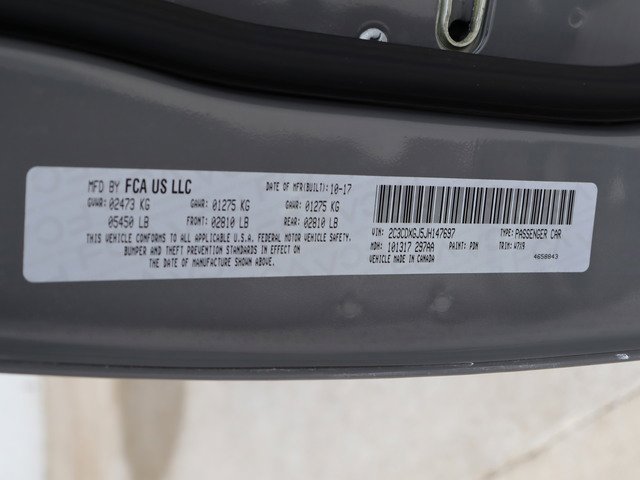 MFD BY FCA US LLC DATE OF MFR(BUILT): 10-17
GVWR: 02473 KG GAWR: 01275 KG GAWR: 01275 KG
05450 LB FRONT: 02810 LB REAR: 02810 LB
THIS VEHICLE CONFORMS TO ALL APPLICABLE U.S.A. FEDERAL MOTOR VEHICLE SAFETY,
BUMPER AND THEFT PREVENTION STANDARDS IN EFFECT ON
THE DATE OF MANUFACTURE SHOWN ABOVE.
VIN: 2C3CDXGJ5JH147697 TYPE: PASSENGER CAR
MDH: 101317 297AA PAINT: PDN TRIM: W7X9
VEHICLE MADE IN CANADA 4658843